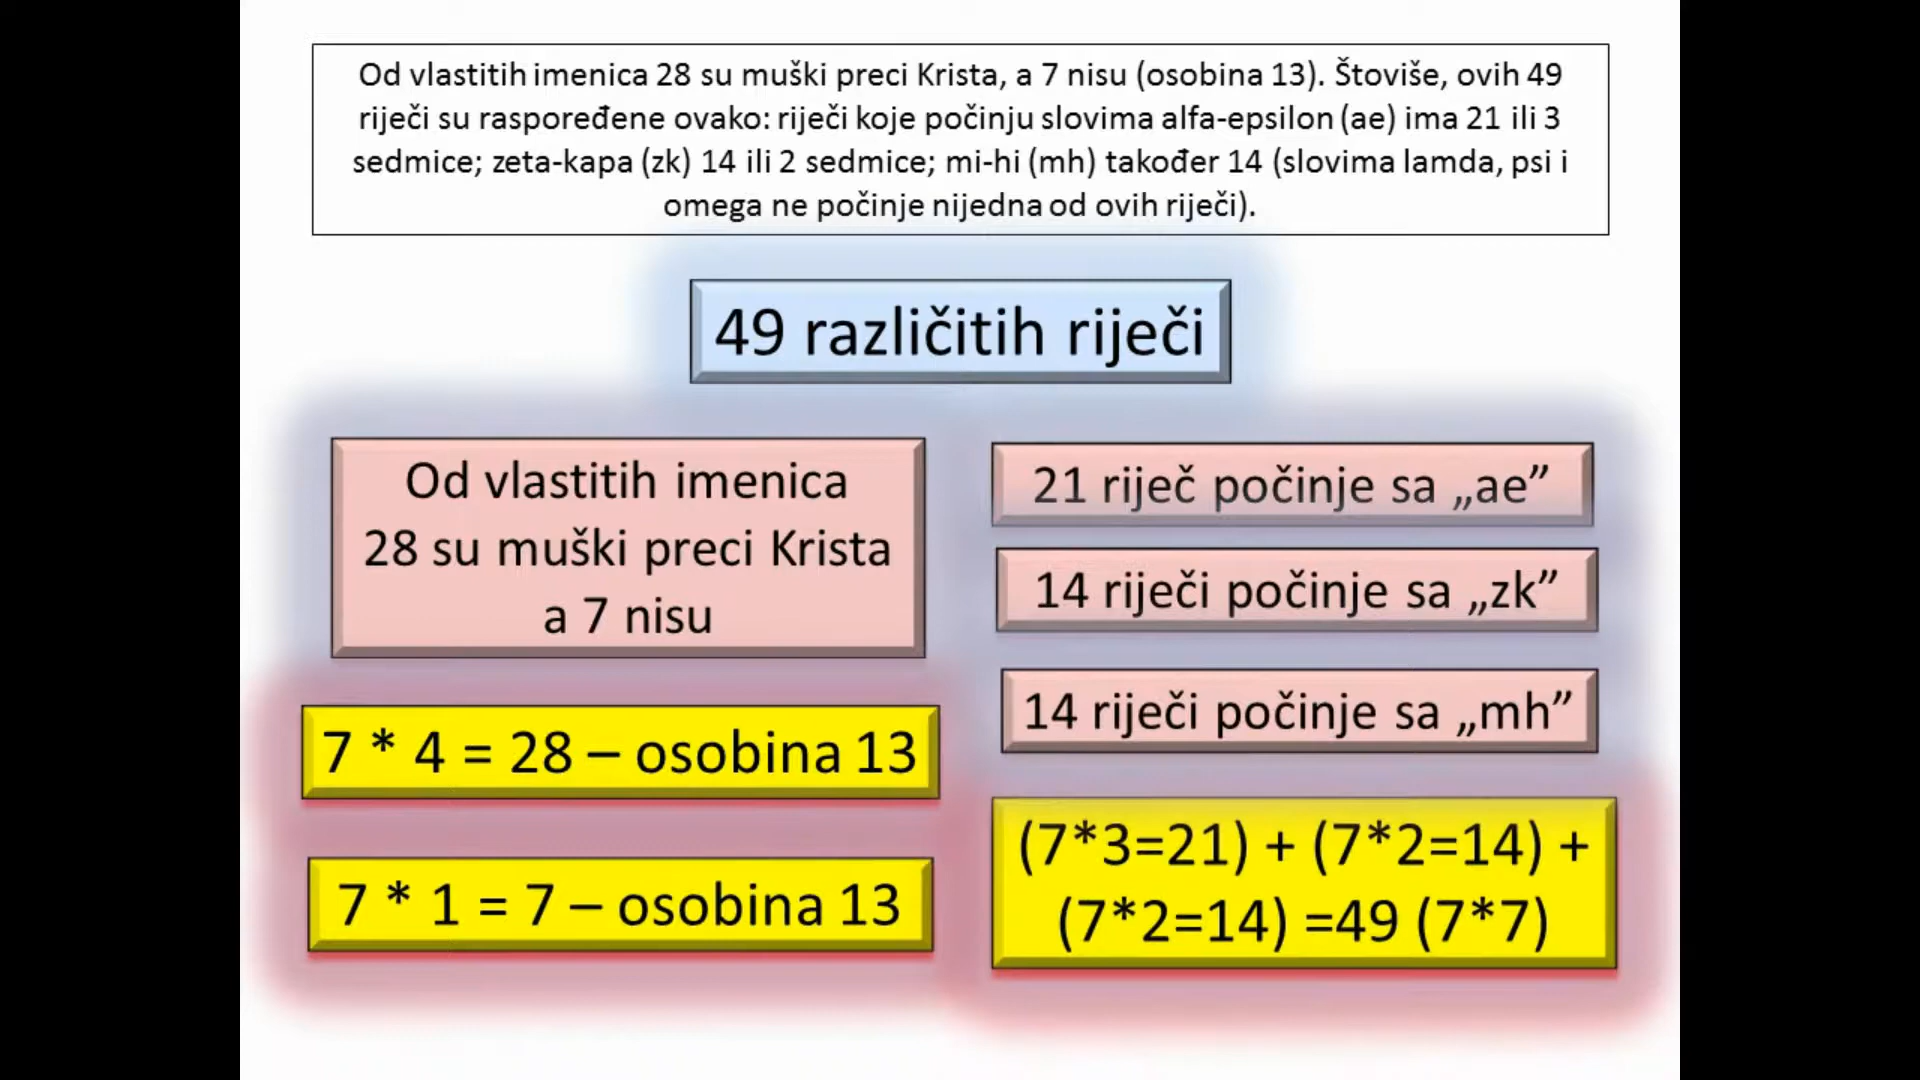 Od vlastitih imenica 28 su muški preci Krista, a 7 nisu (osobina 13). Štoviše, ovih 49
riječi su raspoređene ovako: riječi koje počinju slovima alfa-epsilon (ae) ima 21 ili 3
sedmice; zeta-kapa (zk) 14 ili 2 sedmice; mi-hi (mh) također 14 (slovima lamda, psi i
omega ne počinje nijedna od ovih riječi).
49 različitih riječi
Od vlastitih imenica
28 su muški preci Krista
a 7 nisu
7 * 4 = 28 – osobina 13
7 * 1 = 7 – osobina 13
21 riječ počinje sa „ae”
14 riječi počinje sa „zk”
14 riječi počinje sa „mh”
(7*3=21) + (7*2=14) +
(7*2=14) =49 (7*7)